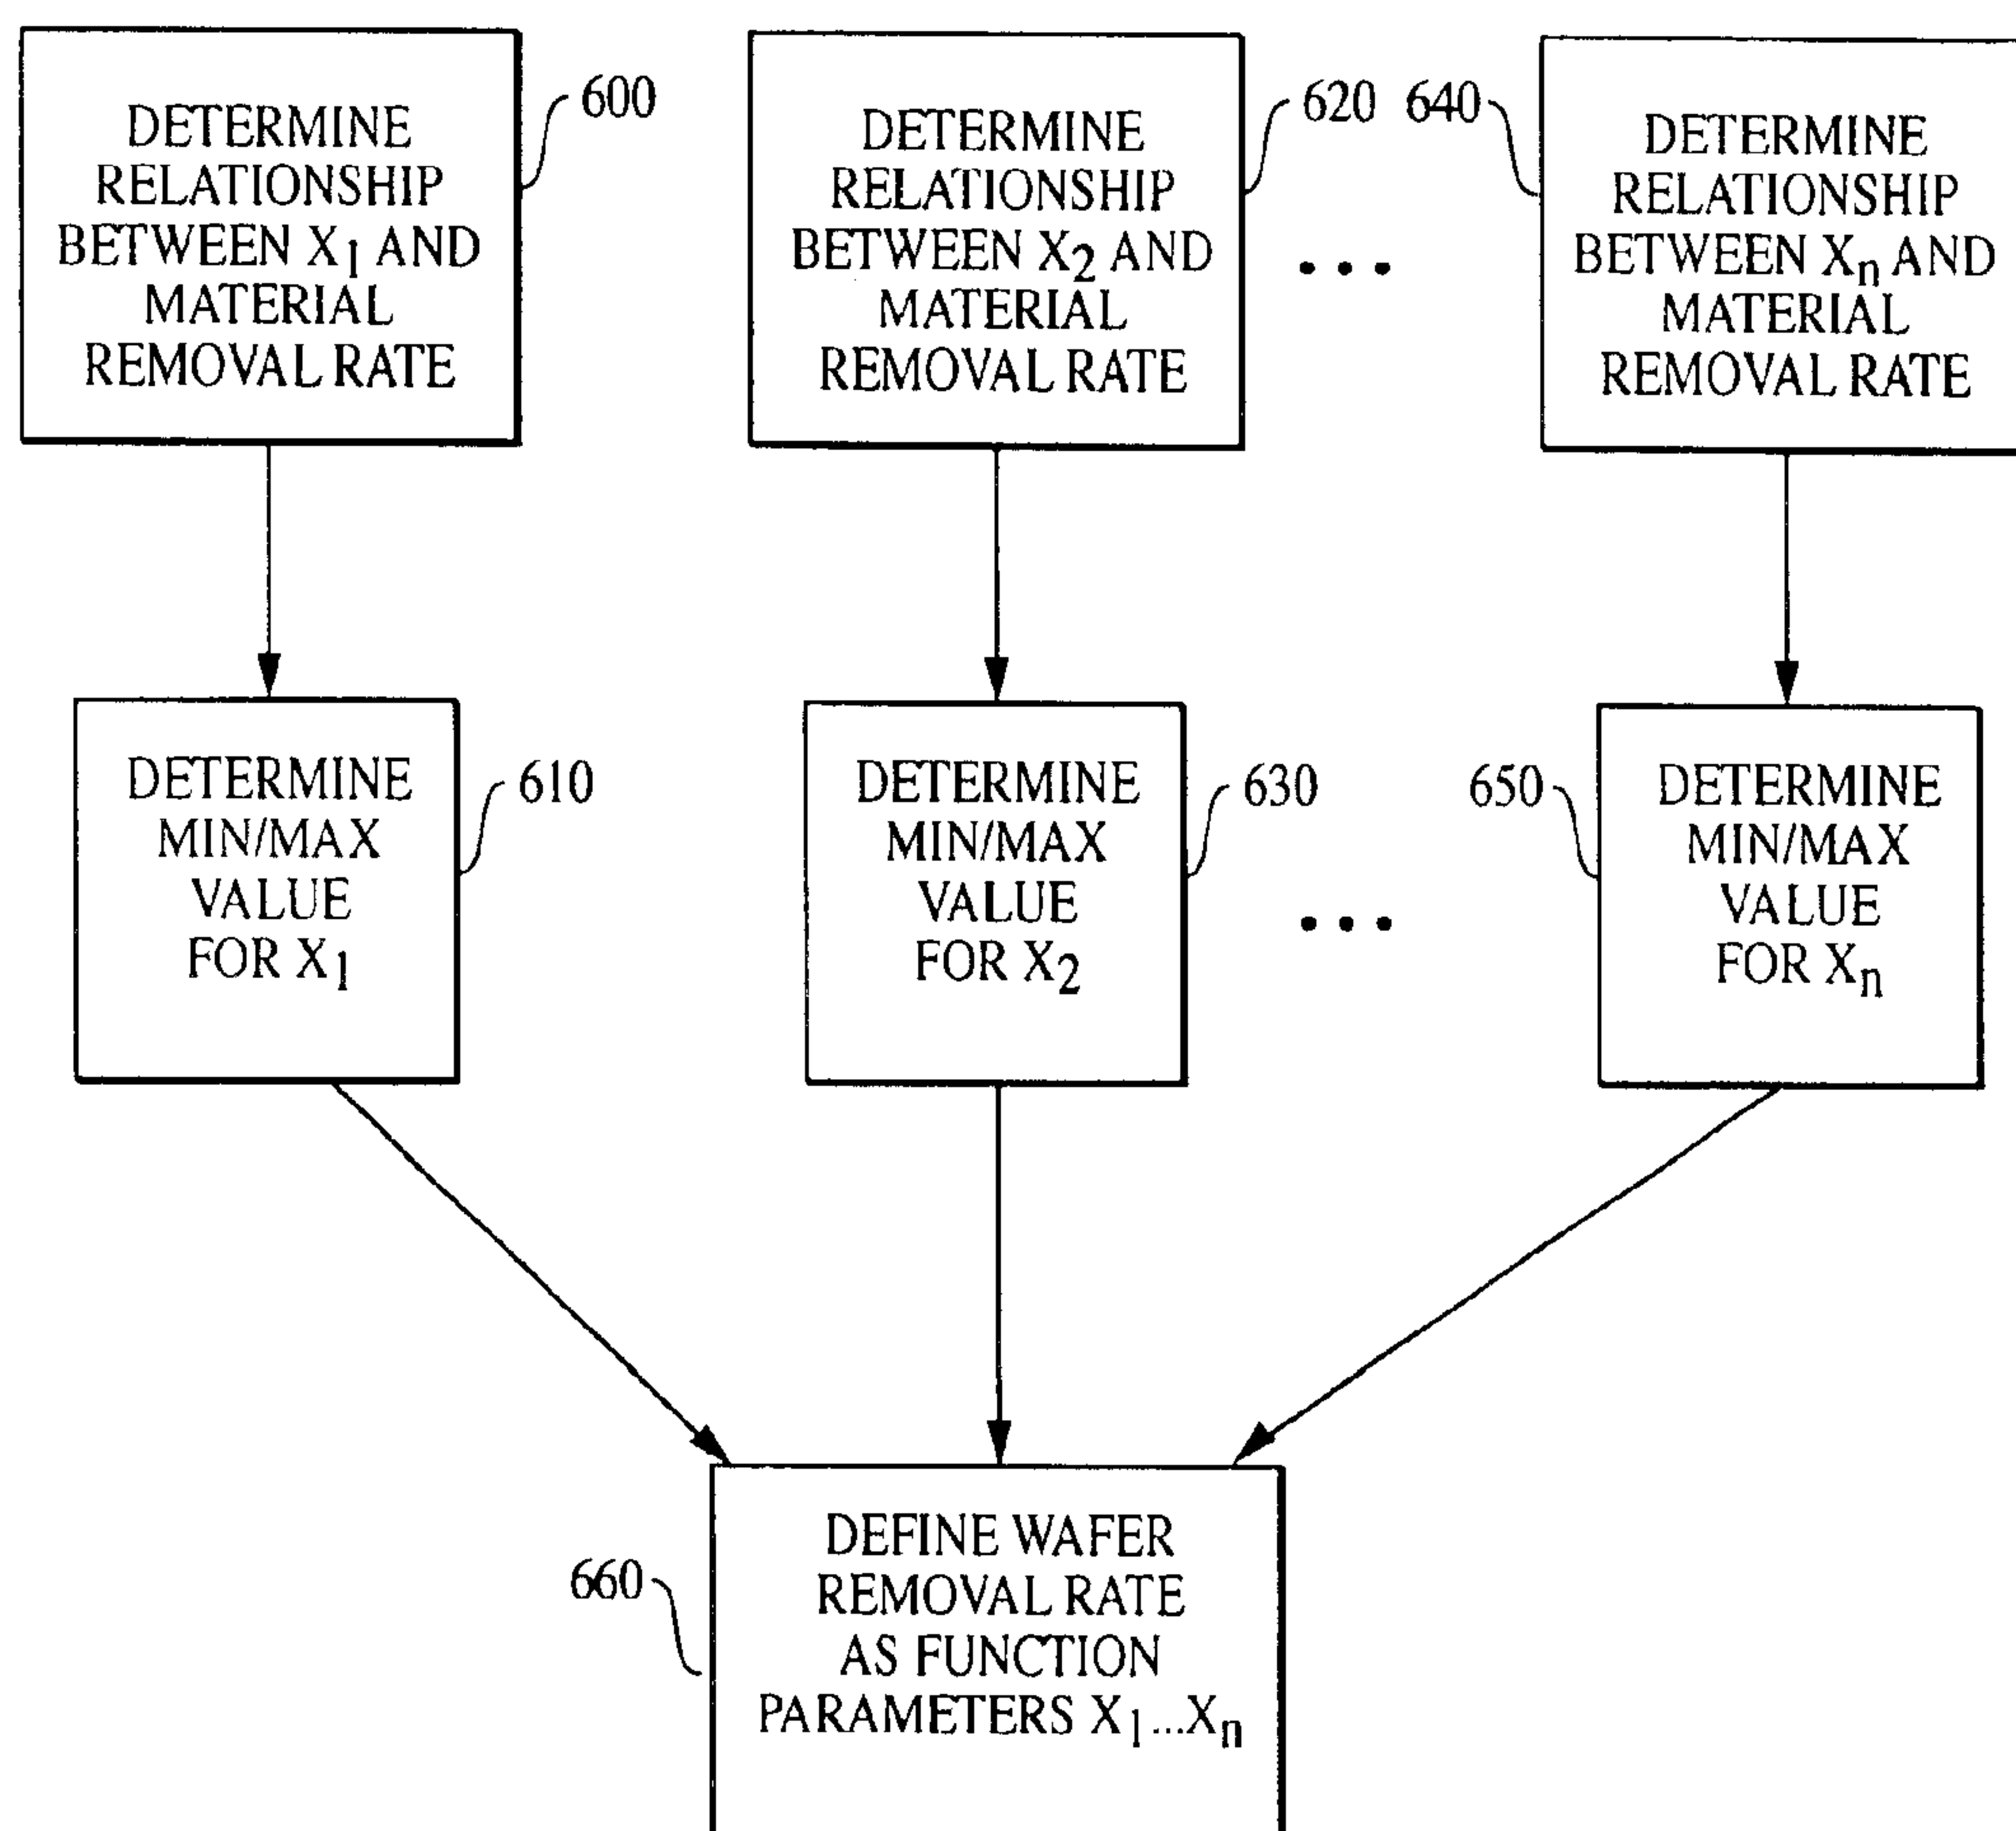 DETERMINE
RELATIONSHIP
BETWEEN X1 AND
MATERIAL
REMOVAL RATE
600
DETERMINE
RELATIONSHIP
BETWEEN X2 AND
MATERIAL
REMOVAL RATE
620
• • •
640
DETERMINE
RELATIONSHIP
BETWEEN Xn AND
MATERIAL
REMOVAL RATE
DETERMINE
MIN/MAX
VALUE
FOR X1
610
DETERMINE
MIN/MAX
VALUE
FOR X2
630
• • •
650
DETERMINE
MIN/MAX
VALUE
FOR Xn
660
DEFINE WAFER
REMOVAL RATE
AS FUNCTION
PARAMETERS X1...Xn